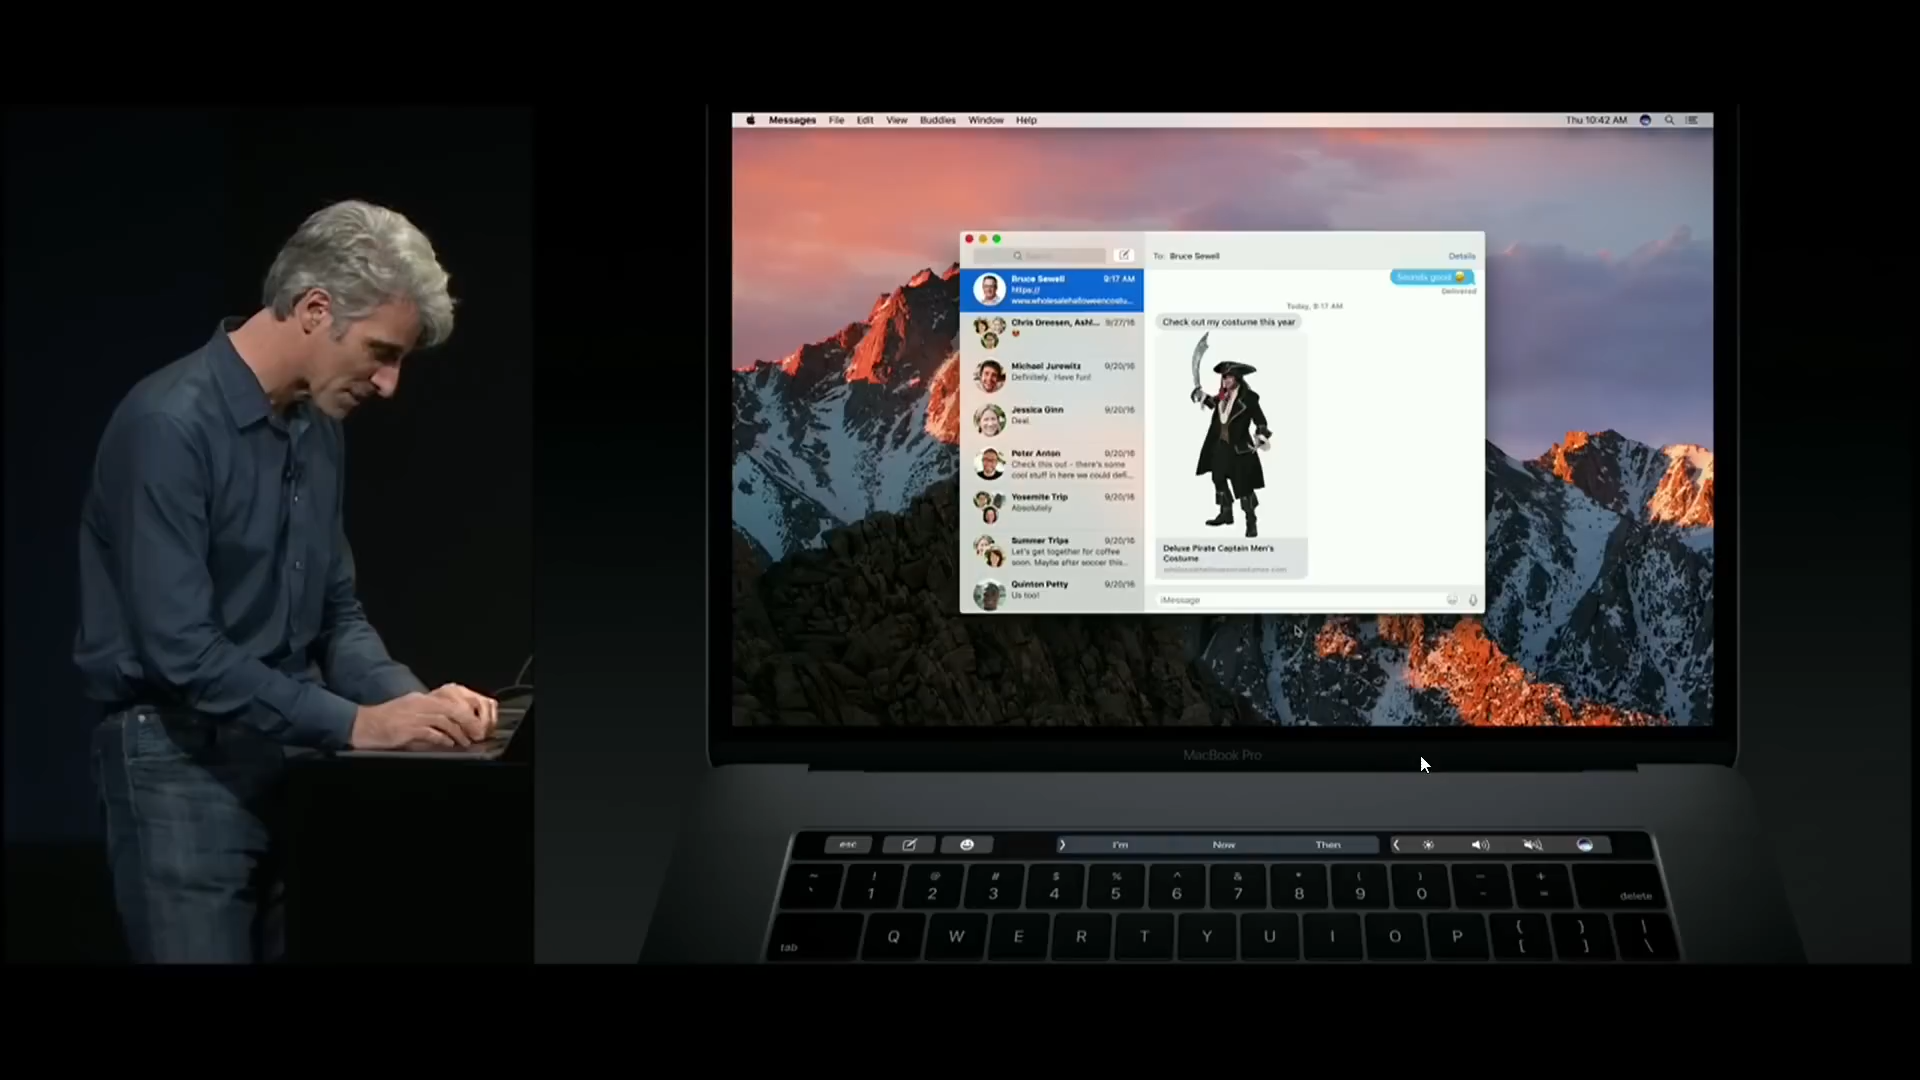 Messages File Edit View Buddies Window Help
Thu 10:42 AM
To: Bruce Sewell
Details
Bruce Sewell 9:17 AM
https://
www.wholesalehalloweencostu...
Chris Dreesen, Ashl... 9/27/16
Michael Jurewitz 9/20/16
Definitely. Have fun!
Jessica Ginn 9/20/16
Deal.
Peter Anton 9/20/16
Check this out - there's some
cool stuff in here we could defi...
Yosemite Trip 9/20/16
Absolutely
Summer Trips 9/20/16
Let's get together for coffee
soon. Maybe after soccer this...
Quinton Petty 9/20/16
Us too!
Sounds good
Delivered
Today, 9:17 AM
Check out my costume this year
Deluxe Pirate Captain Men's
Costume
wholesalehalloweencostumes.com
iMessage
MacBook Pro
esc I'm Now Then
~ ! @ # $ % ^ & * ( ) _ +
` 1 2 3 4 5 6 7 8 9 0 - = delete
tab Q W E R T Y U I O P { [ } ] | \